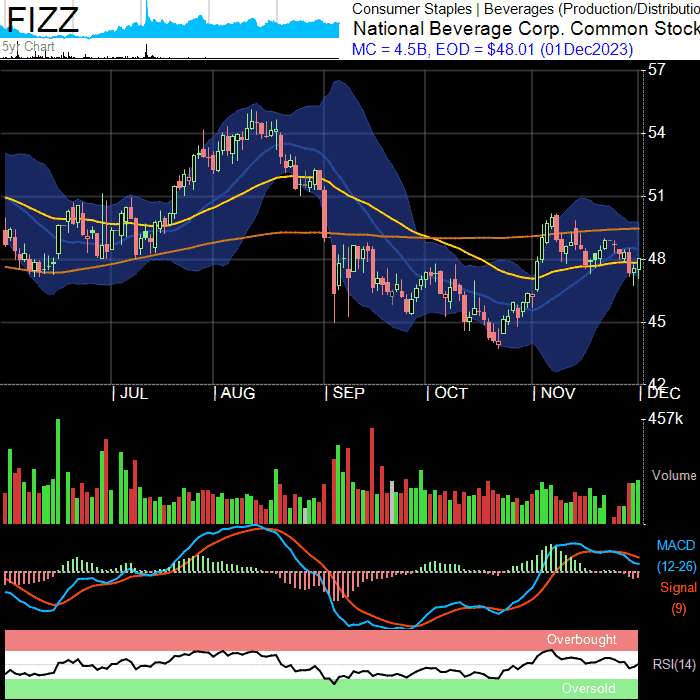 FIZZ
5yr Chart
Consumer Staples | Beverages (Production/Distributio
National Beverage Corp. Common Stock
MC = 4.5B, EOD = $48.01 (01Dec2023)
57
54
51
48
45
42
| JUL | AUG | SEP | OCT | NOV | DEC
457k
Volume
MACD
(12-26)
Signal
(9)
Overbought
RSI(14)
Oversold